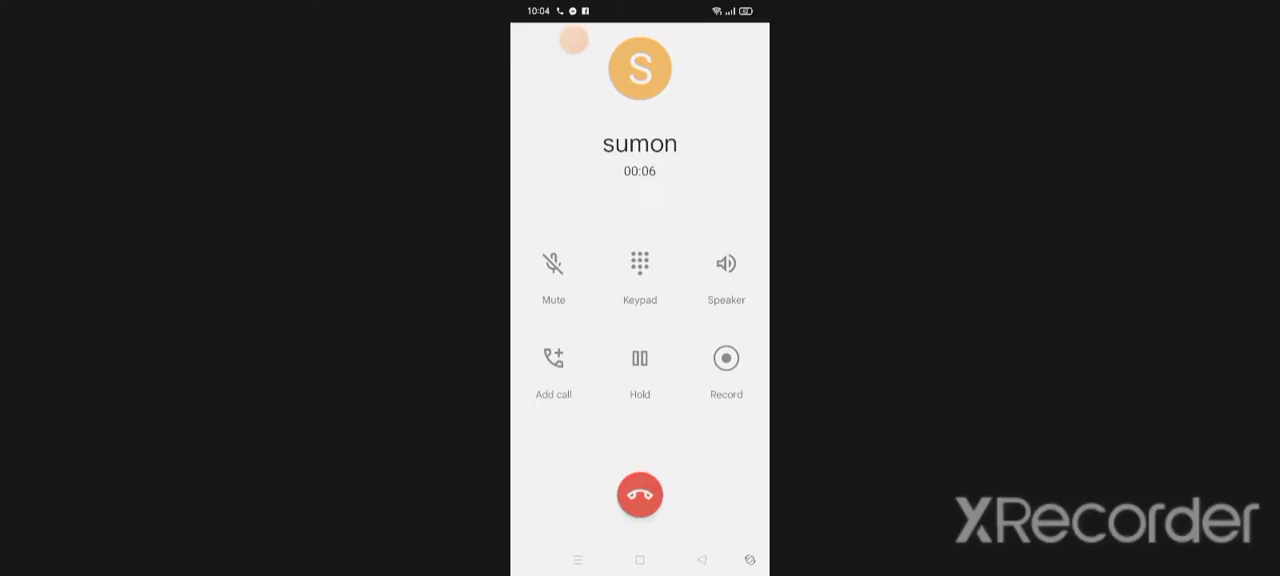 10:04
S
sumon
00:06
Mute Keypad Speaker
Add call Hold Record
XRecorder